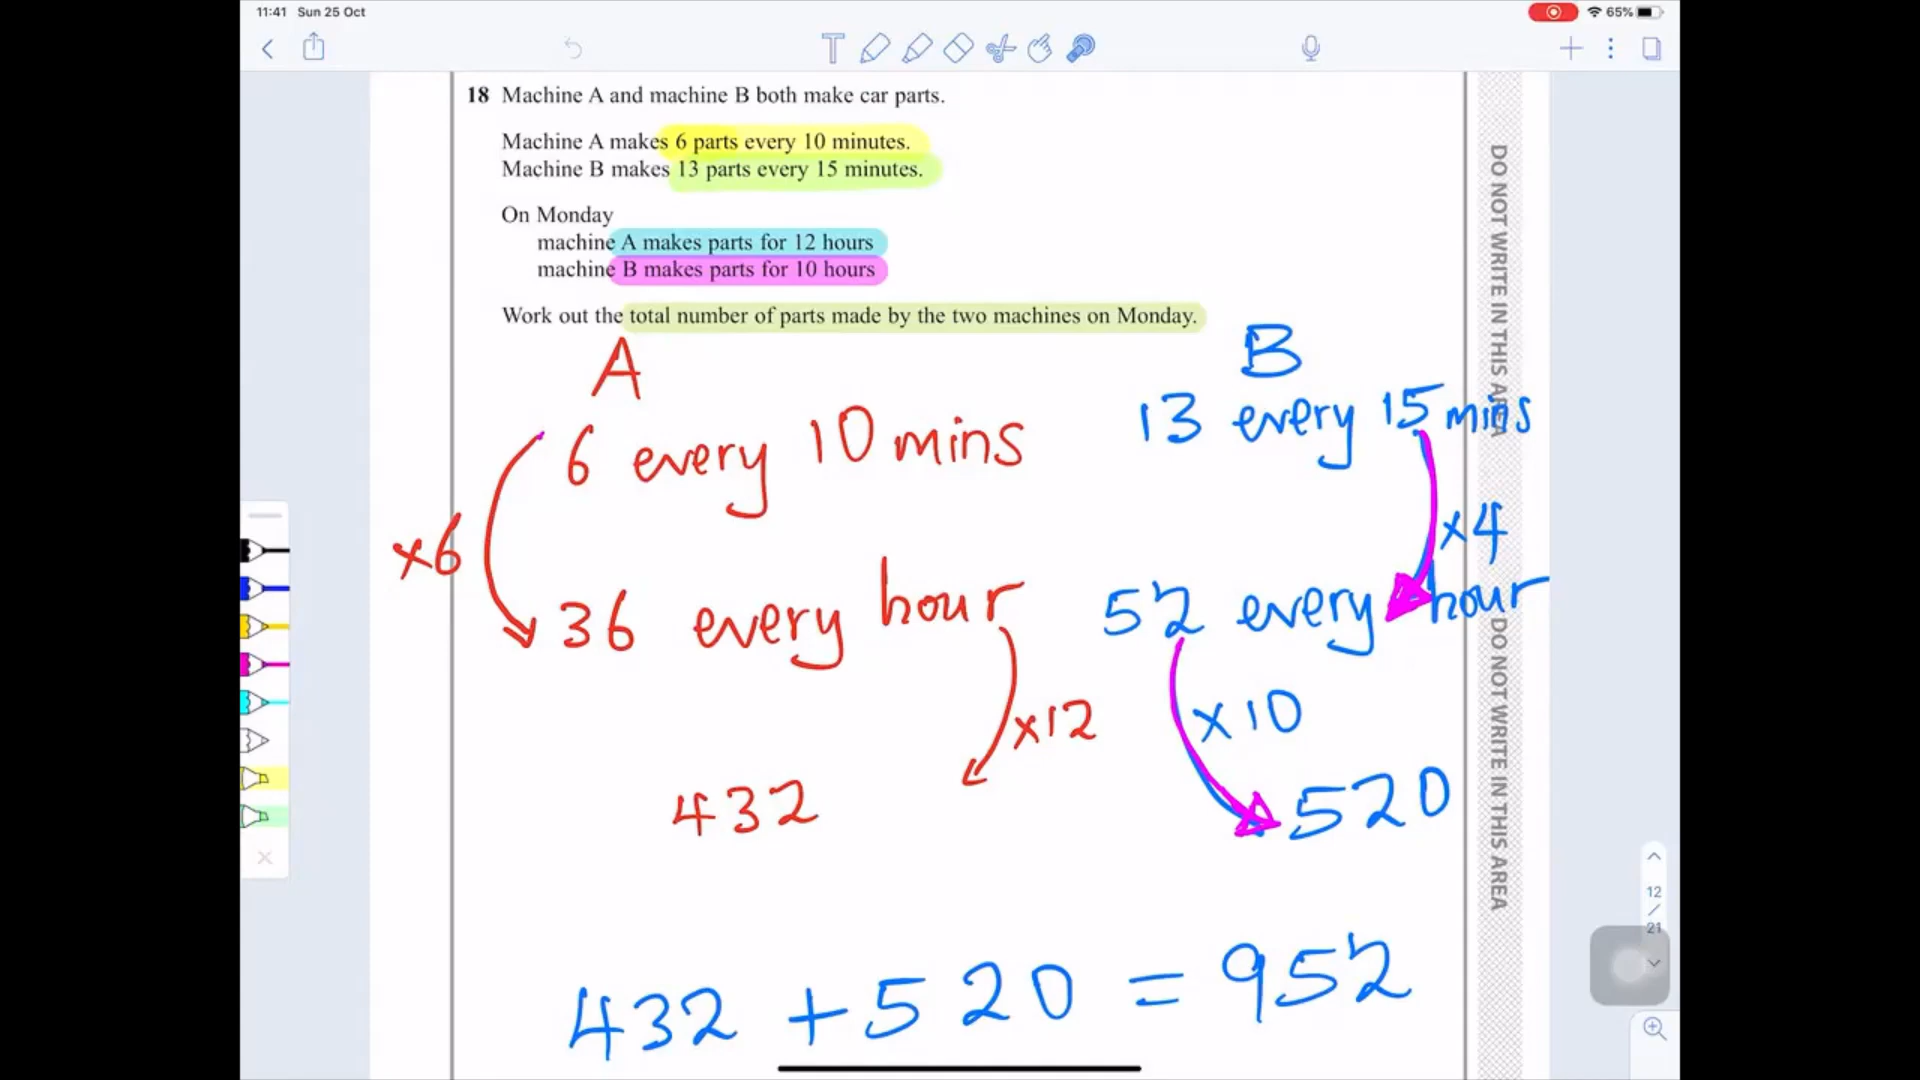 11:41 Sun 25 Oct
65%
T
18 Machine A and machine B both make car parts.
Machine A makes 6 parts every 10 minutes.
Machine B makes 13 parts every 15 minutes.
On Monday
machine A makes parts for 12 hours
machine B makes parts for 10 hours
Work out the total number of parts made by the two machines on Monday.
A
6 every 10 mins
×6
36 every hour
×12
432
B
13 every 15 mins
×4
52 every hour
×10
520
432 + 520 = 952
DO NOT WRITE IN THIS AREA
DO NOT WRITE IN THIS AREA
12
/
21